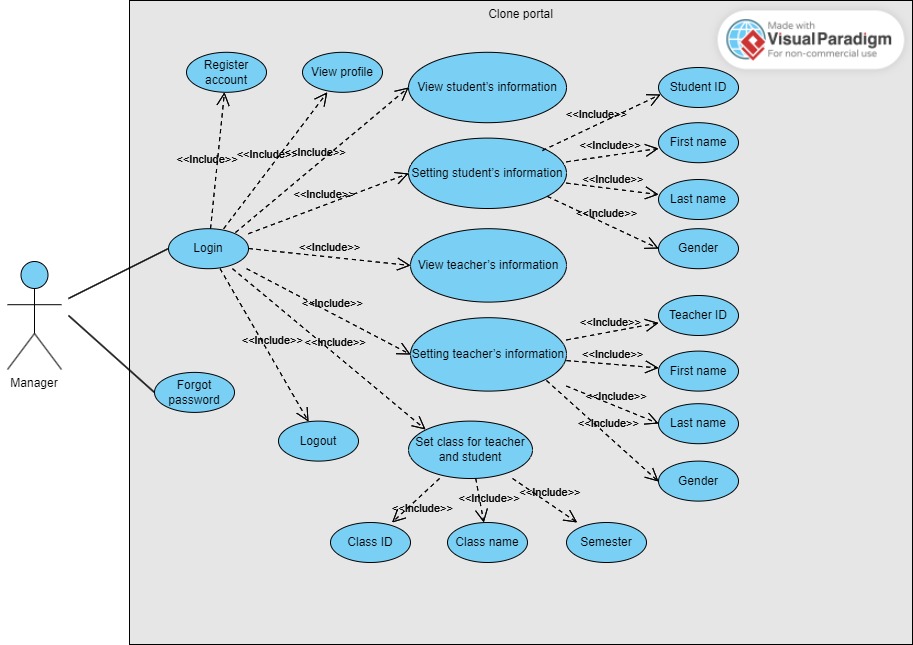 Clone portal
Made with
Visual Paradigm
For non-commercial use
Register
account
View profile
View student's information
Student ID
<<Include>>
First name
<<Include>>
<<Include>>
<<Include>>
<<Include>>
Setting student's information
<<Include>>
<<Include>>
Last name
<<Include>>
Login
<<Include>>
Gender
View teacher's information
<<Include>>
Teacher ID
<<Include>>
<<Include>>
<<Include>>
Setting teacher's information
<<Include>>
First name
Manager
Forgot
password
<<Include>>
Last name
<<Include>>
Logout
Set class for teacher
and student
Gender
<<Include>>
<<Include>>
<<Include>>
Class ID
Class name
Semester